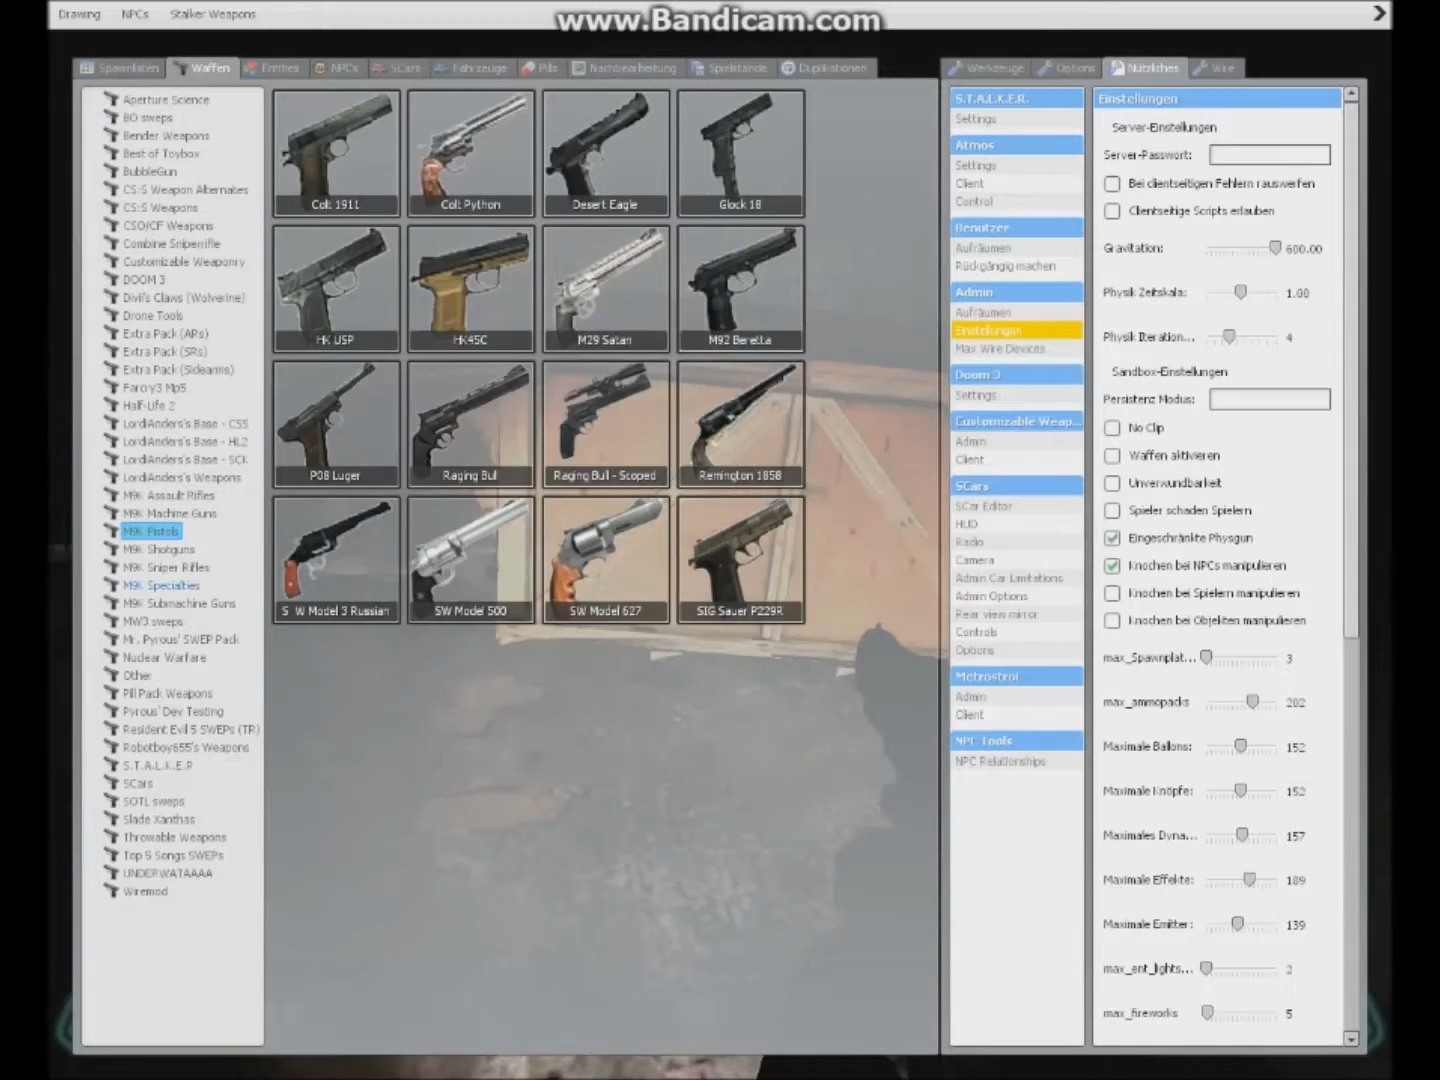 Drawing NPCs Stalker Weapons
www.Bandicam.com
Spawnlisten Waffen Entities NPCs SCars Fahrzeuge Pills Nachbearbeitung Spielstände Duplikationen
Werkzeuge Options Nützliches Wire
Aperture Science
BO sweps
Bender Weapons
Best of Toybox
BubbleGun
CS:S Weapon Alternates
CS:S Weapons
CSO/CF Weapons
Combine Sniperrifle
Customizable Weaponry
DOOM 3
Divil's Claws (Wolverine)
Drone Tools
Extra Pack (ARs)
Extra Pack (SRs)
Extra Pack (Sidearms)
Farcry3 Mp5
Half-Life 2
LordiAnders's Base - CSS
LordiAnders's Base - HL2
LordiAnders's Base - SCK
LordiAnders's Weapons
M9K Assault Rifles
M9K Machine Guns
M9K Pistols
M9K Shotguns
M9K Sniper Rifles
M9K Specialties
M9K Submachine Guns
MW3 sweps
Mr. Pyrous' SWEP Pack
Nuclear Warfare
Other
Pill Pack Weapons
Pyrous' Dev Testing
Resident Evil 5 SWEPs (TR)
Robotboy655's Weapons
S.T.A.L.K.E.R
SCars
SOTL sweps
Slade Xanthas
Throwable Weapons
Top 5 Songs SWEPs
UNDERWATAAAA
Wiremod
Colt 1911
Colt Python
Desert Eagle
Glock 18
HK USP
HK45C
M29 Satan
M92 Beretta
P08 Luger
Raging Bull
Raging Bull - Scoped
Remington 1858
S W Model 3 Russian
SW Model 500
SW Model 627
SIG Sauer P229R
S.T.A.L.K.E.R.
Settings
Atmos
Settings
Client
Control
Benutzer
Aufräumen
Rückgängig machen
Admin
Aufräumen
Einstellungen
Max Wire Devices
Doom 3
Settings
Customizable Weap...
Admin
Client
SCars
SCar Editor
HUD
Radio
Camera
Admin Car Limitations
Admin Options
Rear view mirror
Controls
Options
Metrostroi
Admin
Client
NPC Tools
NPC Relationships
Einstellungen
Server-Einstellungen
Server-Passwort:
Bei clientseitigen Fehlern rauswerfen
Clientseitige Scripts erlauben
Gravitation: 600.00
Physik Zeitskala: 1.00
Physik Iteration... 4
Sandbox-Einstellungen
Persistenz Modus:
No Clip
Waffen aktivieren
Unverwundbarkeit
Spieler schaden Spielern
Eingeschränkte Physgun
Knochen bei NPCs manipulieren
Knochen bei Spielern manipulieren
Knochen bei Objekten manipulieren
max_Spawnplat... 3
max_ammopacks 202
Maximale Ballons: 152
Maximale Knöpfe: 152
Maximales Dyna... 157
Maximale Effekte: 189
Maximale Emitter: 139
max_ent_lights... 2
max_fireworks 5